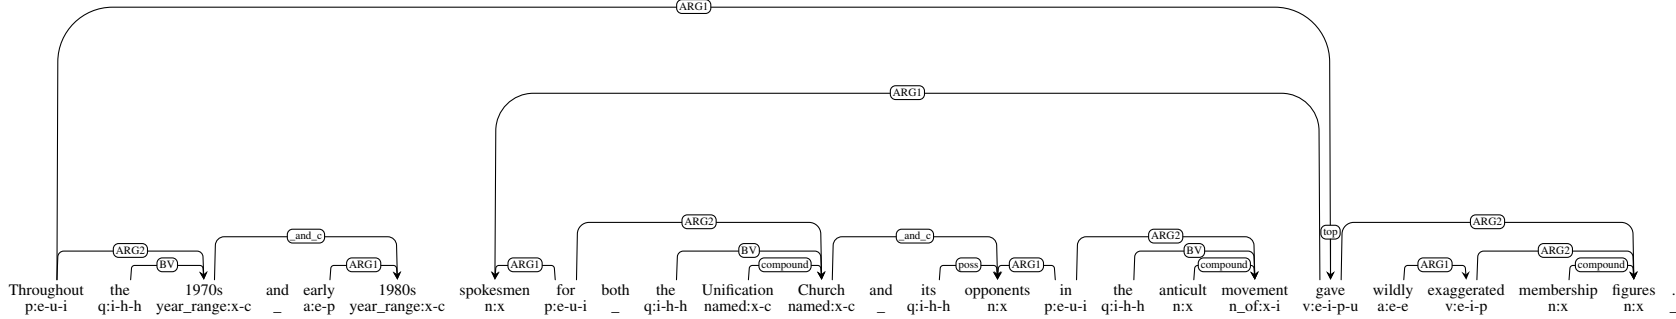 ARG1
ARG1
ARG2 top ARG2
_and_c _and_c ARG2
ARG2 BV BV ARG2
BV ARG1 ARG1 compound poss ARG1 compound ARG1 compound
Throughout the 1970s and early 1980s spokesmen for both the Unification Church and its opponents in the anticult movement gave wildly exaggerated membership figures .
p:e-u-i q:i-h-h year_range:x-c _ a:e-p year_range:x-c n:x p:e-u-i _ q:i-h-h named:x-c named:x-c _ q:i-h-h n:x p:e-u-i q:i-h-h n:x n_of:x-i v:e-i-p-u a:e-e v:e-i-p n:x n:x _